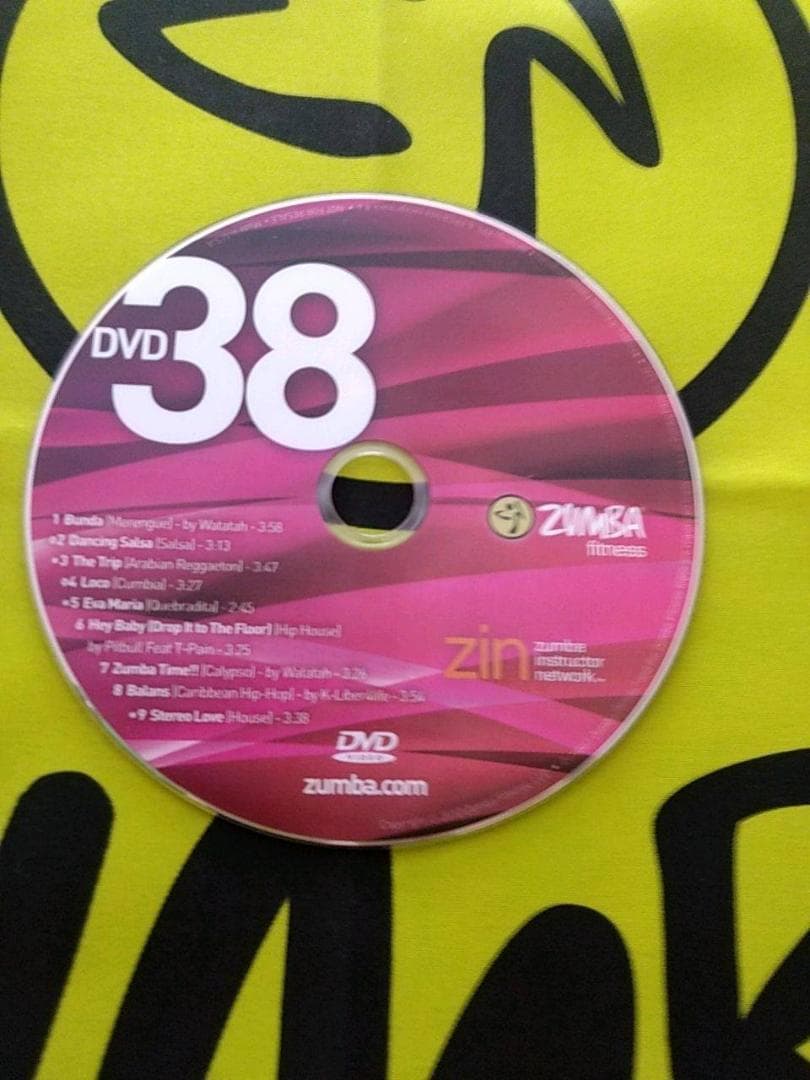 DVD 38
1 Bunda [Merengue] - by Watatah - 3:58
•2 Dancing Salsa [Salsa] - 3:13
•3 The Trip [Arabian Reggaeton] - 3:47
•4 Loco [Cumbia] - 3:27
•5 Eva Maria [Quebradita] - 2:45
6 Hey Baby (Drop It to The Floor) [Hip House]
by Pitbull Feat T-Pain - 3:25
7 Zumba Time!!! [Calypso] - by Watatah - 3:26
8 Balans [Caribbean Hip-Hop] - by K-Liber4life - 3:54
•9 Stereo Love [House] - 3:38
ZUMBA
fitness
zin zumba
instructor
network
DVD
VIDEO
zumba.com